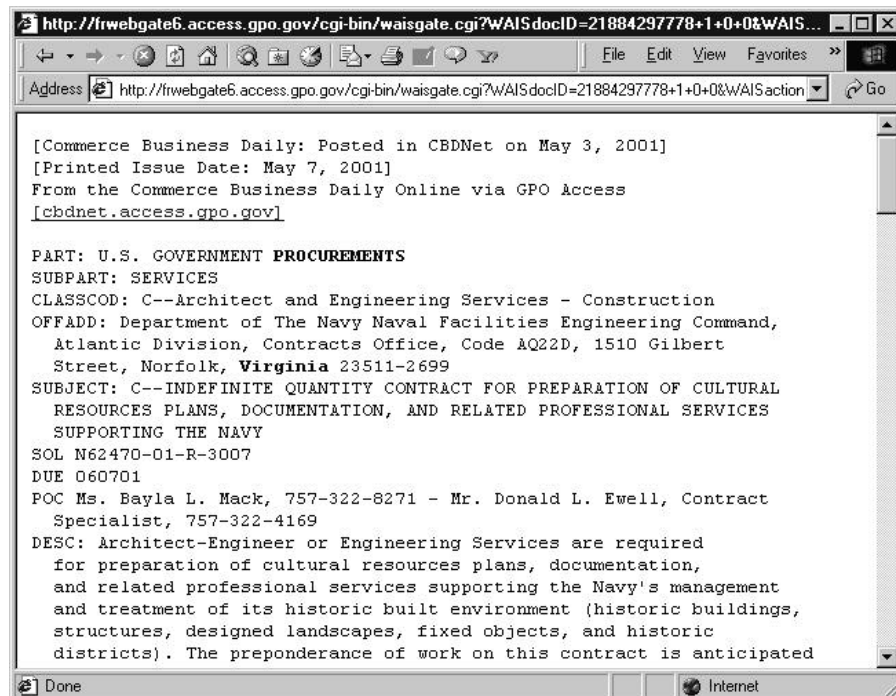 http://frwebgate6.access.gpo.gov/cgi-bin/waisgate.cgi?WAISdocID=21884297778+1+0+0&WAIS...
File Edit View Favorites »
Address http://frwebgate6.access.gpo.gov/cgi-bin/waisgate.cgi?WAISdocID=21884297778+1+0+0&WAISaction Go
[Commerce Business Daily: Posted in CBDNet on May 3, 2001]
[Printed Issue Date: May 7, 2001]
From the Commerce Business Daily Online via GPO Access
[cbdnet.access.gpo.gov]
PART: U.S. GOVERNMENT PROCUREMENTS
SUBPART: SERVICES
CLASSCOD: C--Architect and Engineering Services - Construction
OFFADD: Department of The Navy Naval Facilities Engineering Command,
Atlantic Division, Contracts Office, Code AQ22D, 1510 Gilbert
Street, Norfolk, Virginia 23511-2699
SUBJECT: C--INDEFINITE QUANTITY CONTRACT FOR PREPARATION OF CULTURAL
RESOURCES PLANS, DOCUMENTATION, AND RELATED PROFESSIONAL SERVICES
SUPPORTING THE NAVY
SOL N62470-01-R-3007
DUE 060701
POC Ms. Bayla L. Mack, 757-322-8271 - Mr. Donald L. Ewell, Contract
Specialist, 757-322-4169
DESC: Architect-Engineer or Engineering Services are required
for preparation of cultural resources plans, documentation,
and related professional services supporting the Navy's management
and treatment of its historic built environment (historic buildings,
structures, designed landscapes, fixed objects, and historic
districts). The preponderance of work on this contract is anticipated
Done Internet